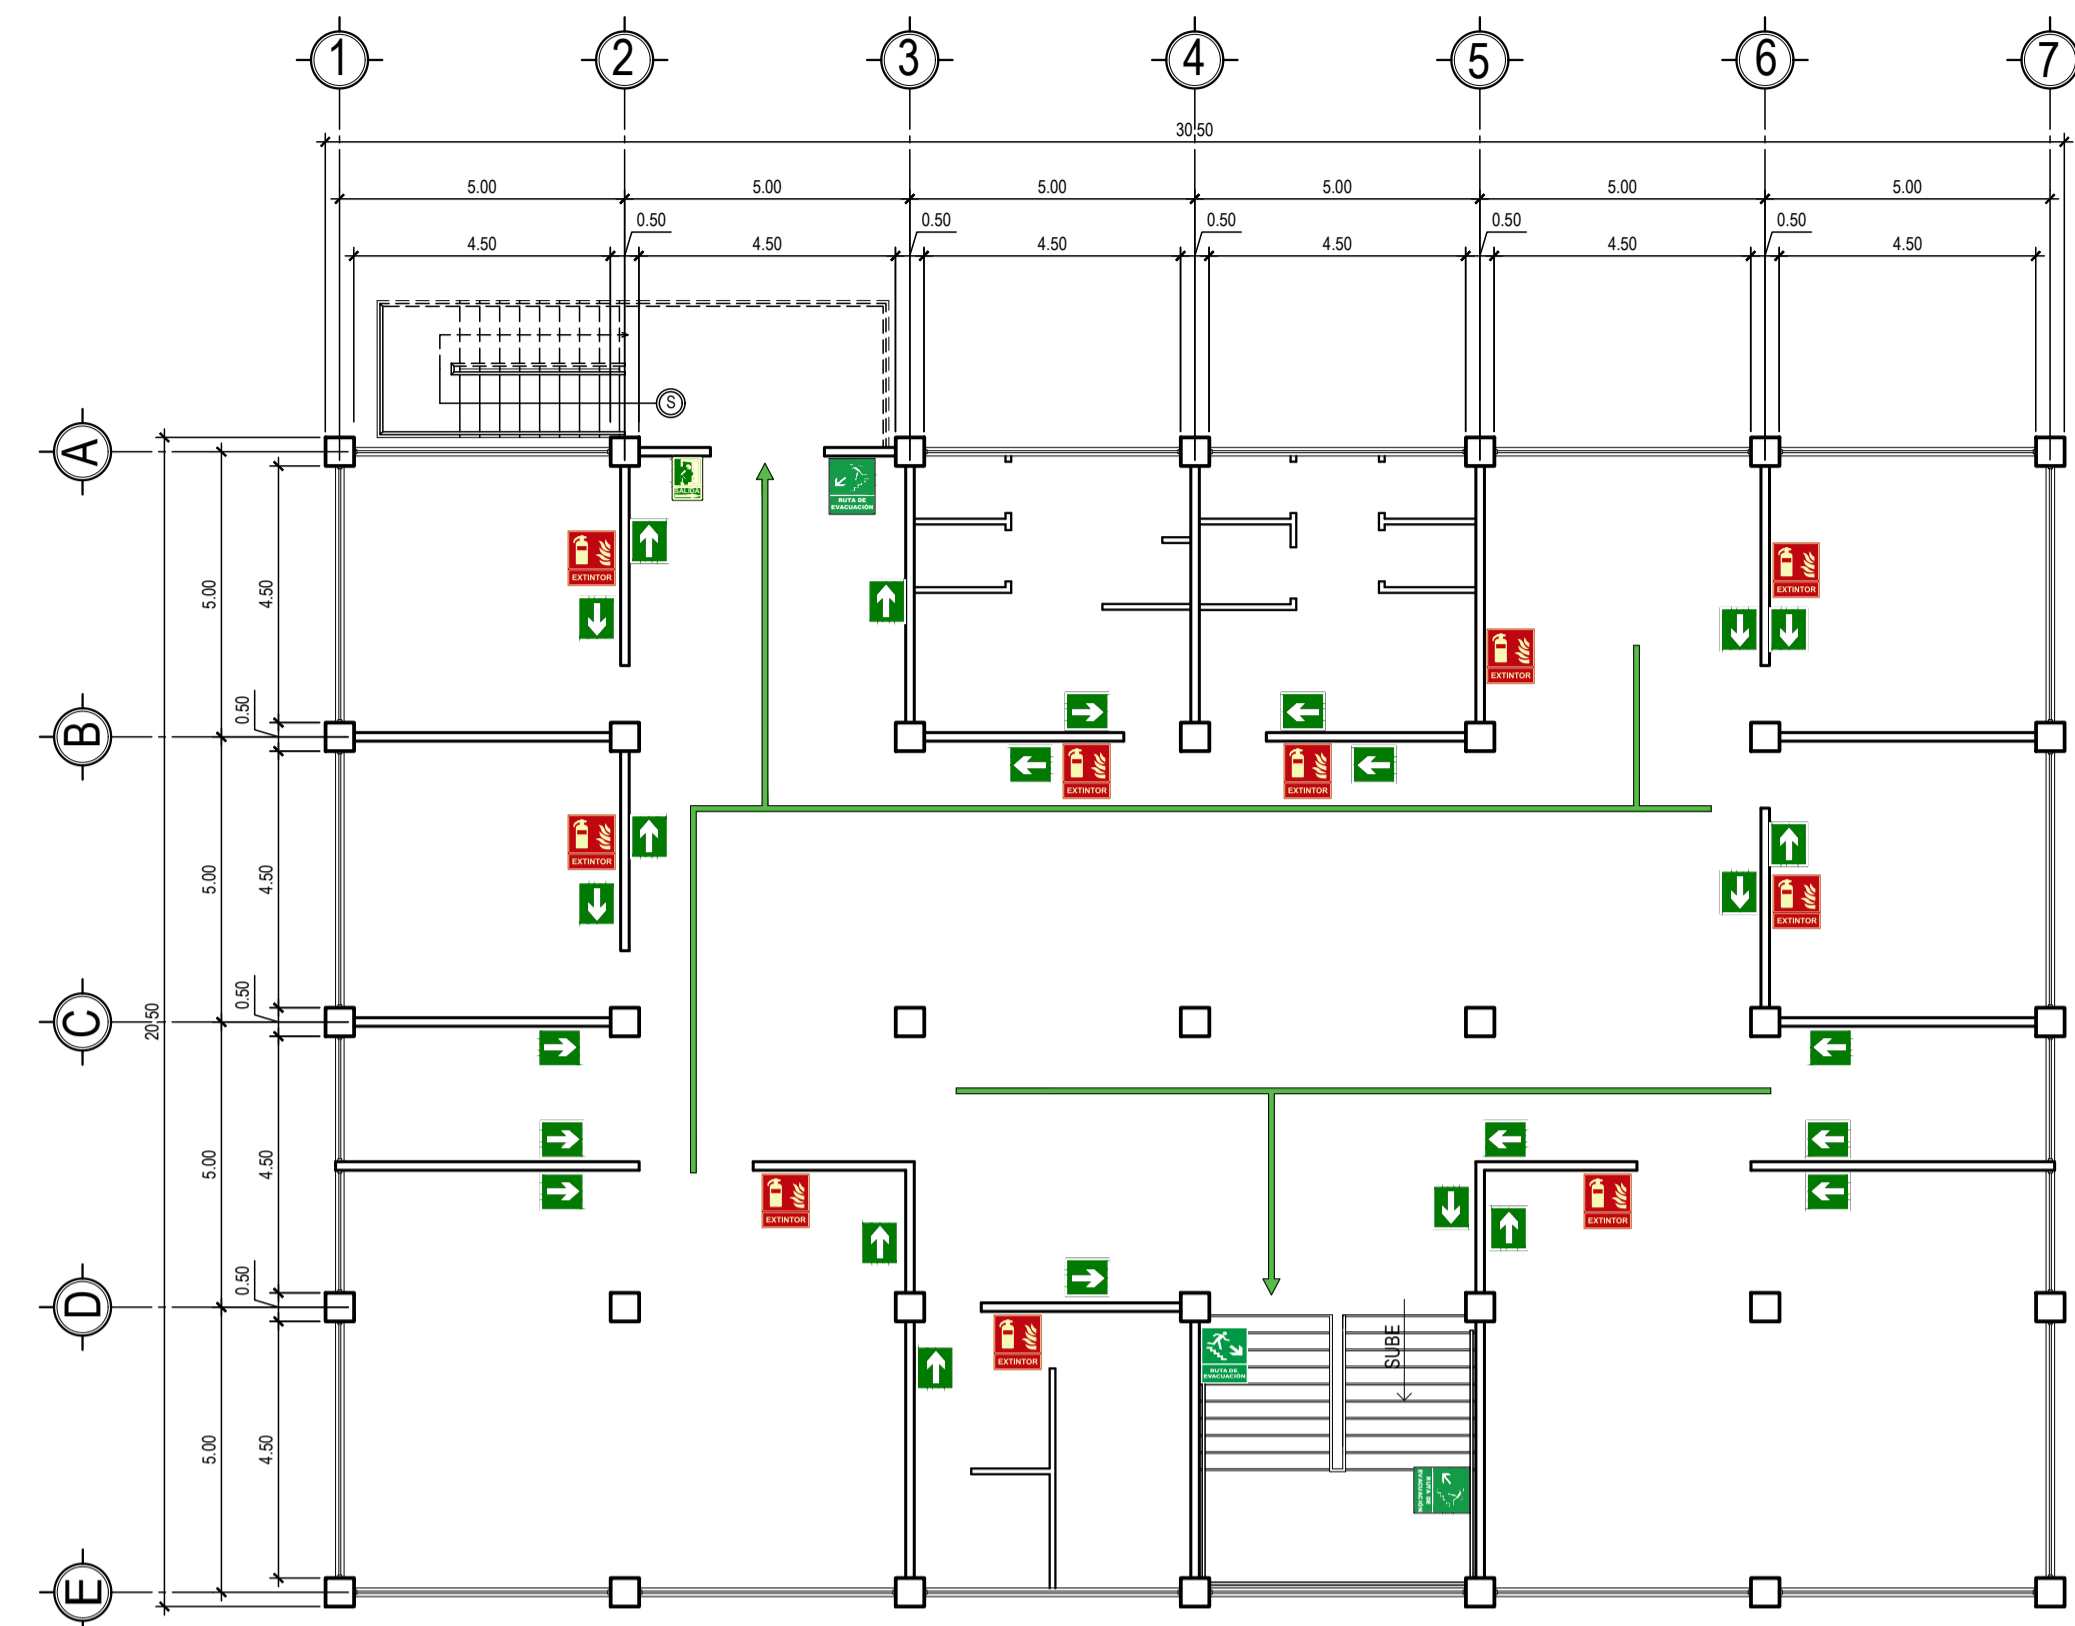 1 2 3 4 5 6 7
30.50
5.00 5.00 5.00 5.00 5.00 5.00
0.50 0.50 0.50 0.50 0.50
4.50 4.50 4.50 4.50 4.50 4.50
S
A
SALIDA
RUTA DE
EVACUACIÓN
EXTINTOR
EXTINTOR
5.00
4.50
EXTINTOR
0.50
B
EXTINTOR
EXTINTOR
EXTINTOR
5.00
4.50
EXTINTOR
0.50
C
20.50
5.00
4.50
EXTINTOR
EXTINTOR
0.50
D
SUBE
EXTINTOR
RUTA DE
EVACUACIÓN
5.00
4.50
RUTA DE
EVACUACIÓN
E